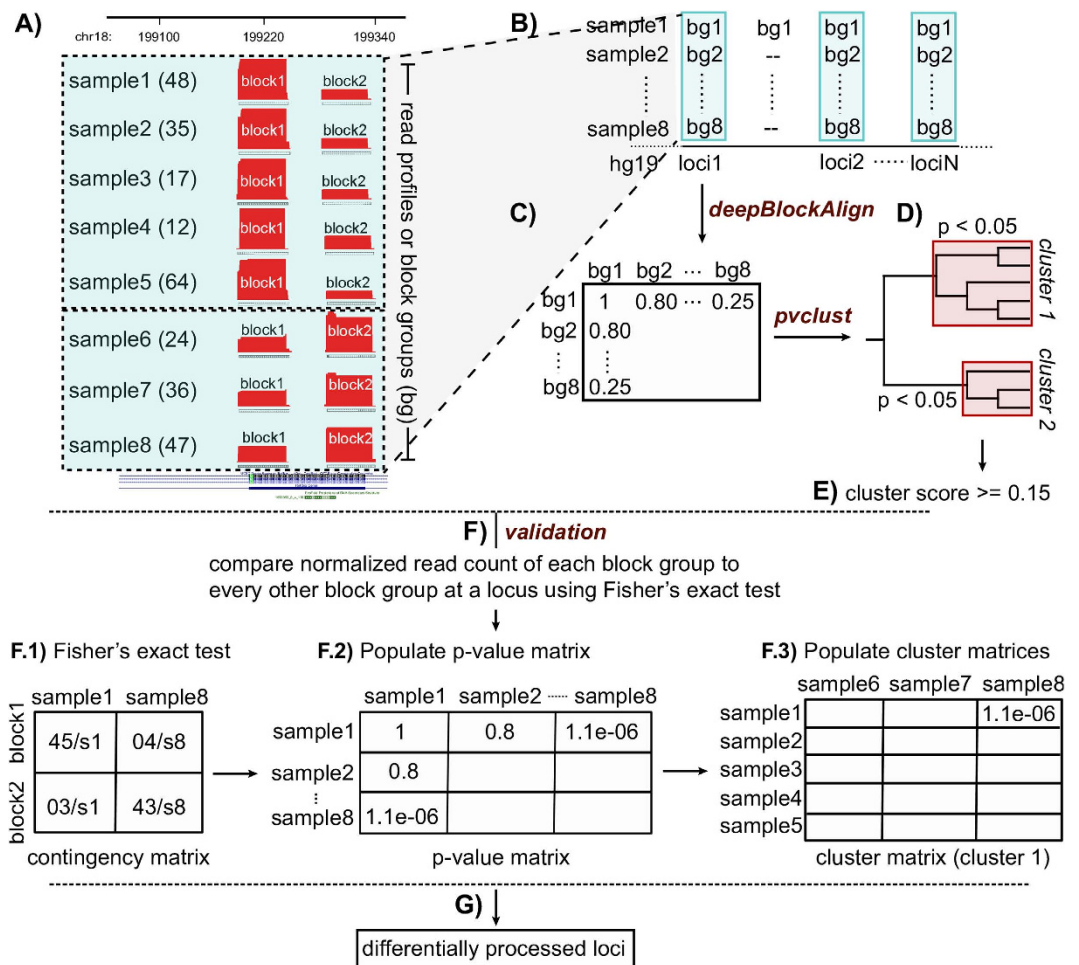 A)
chr18: 199100 199220 199340
sample1 (48) block1 block2
sample2 (35) block1 block2
sample3 (17) block1 block2
sample4 (12) block1 block2
sample5 (64) block1 block2
sample6 (24) block1 block2
sample7 (36) block1 block2
sample8 (47) block1 block2
read profiles or block groups (bg)
B)
sample1 bg1 bg1 bg1 bg1
sample2 bg2 -- bg2 bg2
sample8 bg8 -- bg8 bg8
hg19 loci1 loci2 lociN
C)
deepBlockAlign
bg1 bg2 ... bg8
bg1 1 0.80 ... 0.25
bg2 0.80
bg8 0.25
pvclust
D)
p < 0.05
cluster 1
p < 0.05
cluster 2
E) cluster score >= 0.15
F) validation
compare normalized read count of each block group to
every other block group at a locus using Fisher's exact test
F.1) Fisher's exact test
sample1 sample8
block1 45/s1 04/s8
block2 03/s1 43/s8
contingency matrix
F.2) Populate p-value matrix
sample1 sample2 ...... sample8
sample1 1 0.8 1.1e-06
sample2 0.8
sample8 1.1e-06
p-value matrix
F.3) Populate cluster matrices
sample6 sample7 sample8
sample1 1.1e-06
sample2
sample3
sample4
sample5
cluster matrix (cluster 1)
G)
differentially processed loci